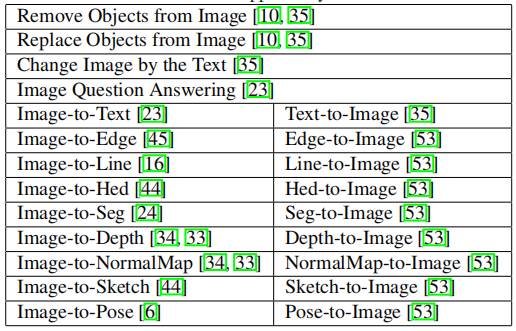 Remove Objects from Image [10, 35]
Replace Objects from Image [10, 35]
Change Image by the Text [35]
Image Question Answering [23]
Image-to-Text [23] Text-to-Image [35]
Image-to-Edge [45] Edge-to-Image [53]
Image-to-Line [16] Line-to-Image [53]
Image-to-Hed [44] Hed-to-Image [53]
Image-to-Seg [24] Seg-to-Image [53]
Image-to-Depth [34, 33] Depth-to-Image [53]
Image-to-NormalMap [34, 33] NormalMap-to-Image [53]
Image-to-Sketch [44] Sketch-to-Image [53]
Image-to-Pose [6] Pose-to-Image [53]